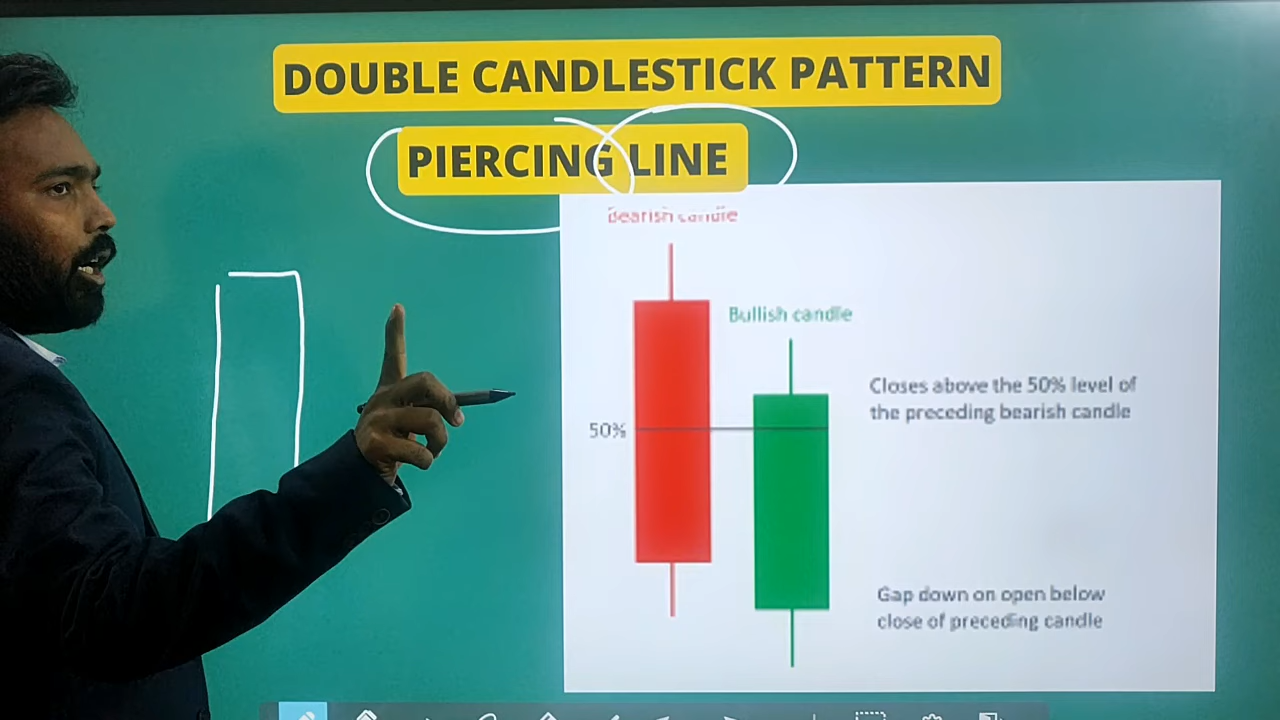 DOUBLE CANDLESTICK PATTERN
PIERCING LINE
Bearish candle
Bullish candle
Closes above the 50% level of
the preceding bearish candle
50%
Gap down on open below
close of preceding candle